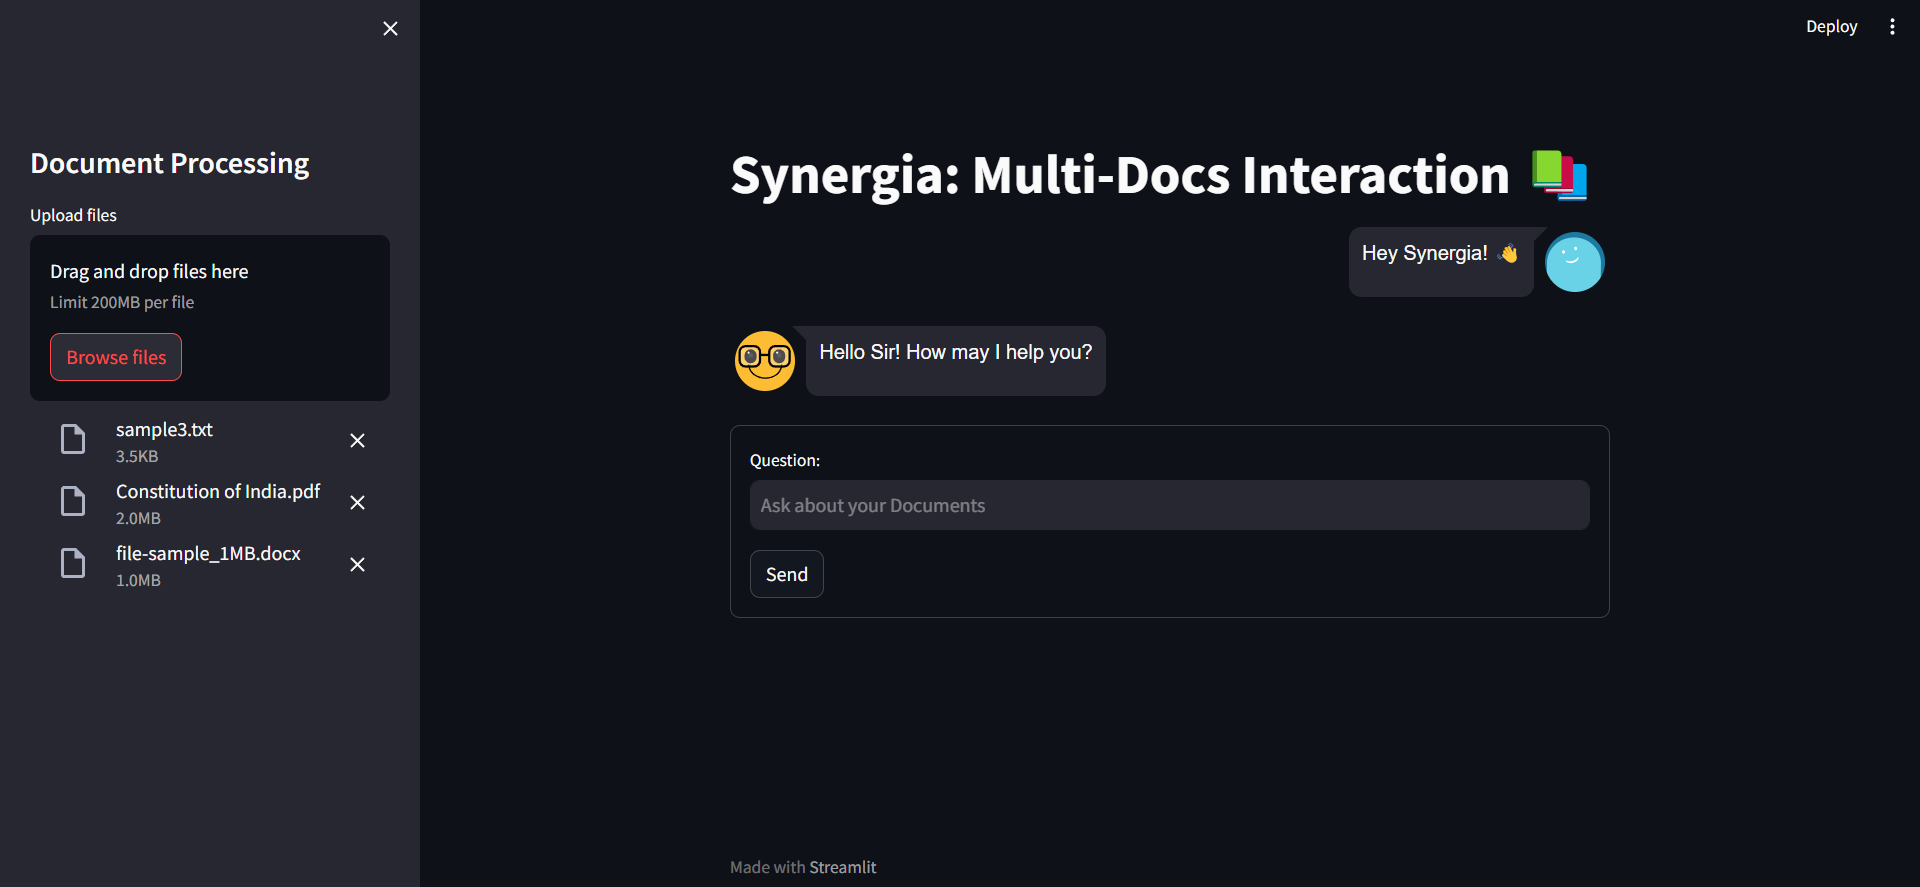 Deploy
Document Processing
Upload files
Drag and drop files here
Limit 200MB per file
Browse files
sample3.txt
3.5KB
Constitution of India.pdf
2.0MB
file-sample_1MB.docx
1.0MB
Synergia: Multi-Docs Interaction 📚
Hey Synergia! 👋
Hello Sir! How may I help you?
Question:
Ask about your Documents
Send
Made with Streamlit